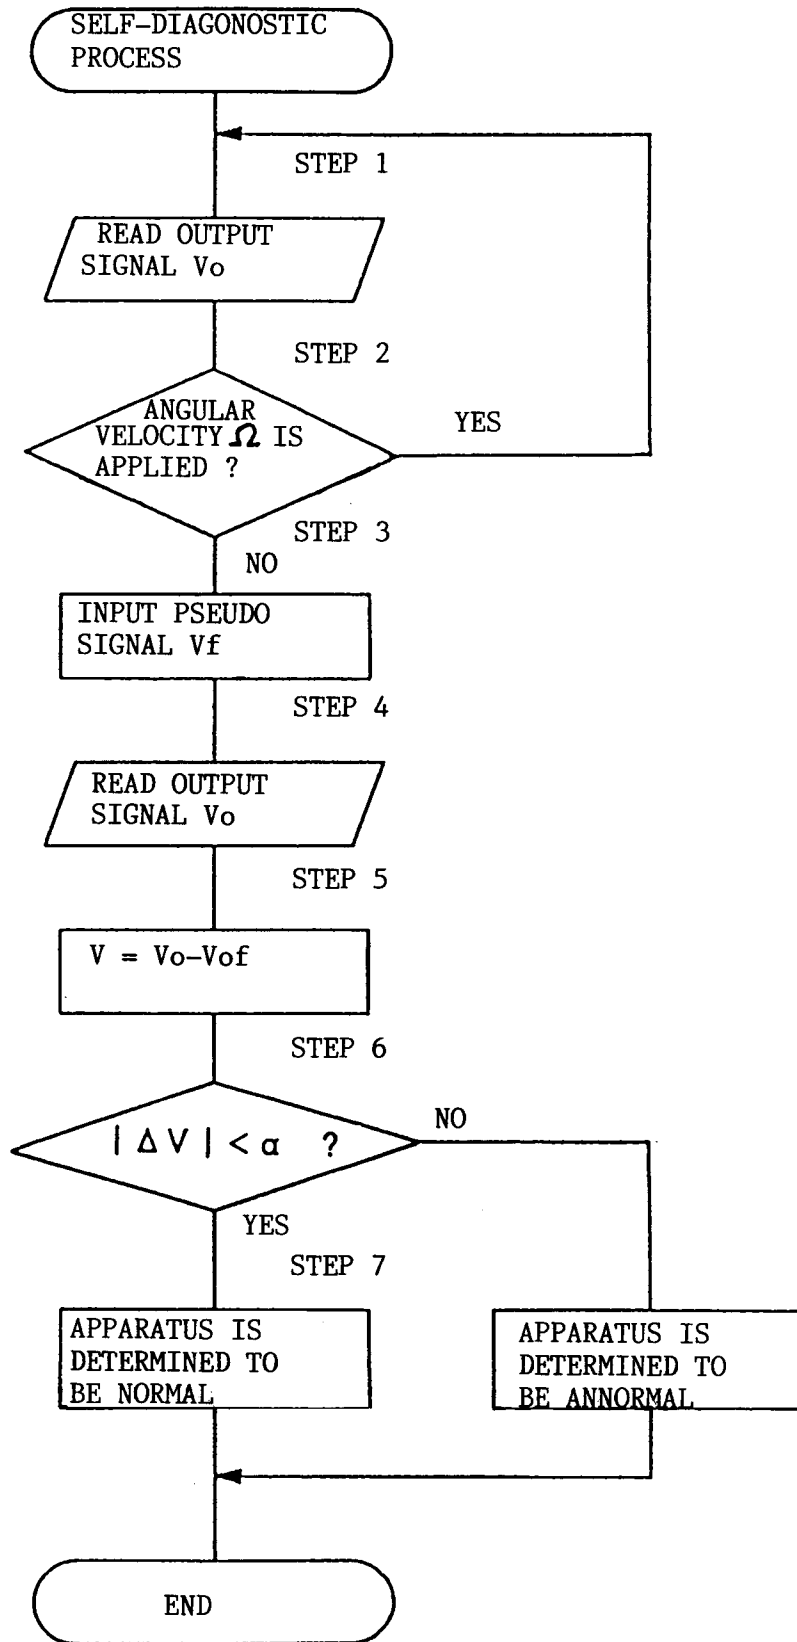 SELF-DIAGONOSTIC
PROCESS
STEP 1
READ OUTPUT
SIGNAL Vo
STEP 2
ANGULAR
VELOCITY Ω IS
APPLIED ?
YES
STEP 3
NO
INPUT PSEUDO
SIGNAL Vf
STEP 4
READ OUTPUT
SIGNAL Vo
STEP 5
V = Vo-Vof
STEP 6
| Δ V | < α ?
NO
YES
STEP 7
APPARATUS IS
DETERMINED TO
BE NORMAL
APPARATUS IS
DETERMINED TO
BE ANNORMAL
END